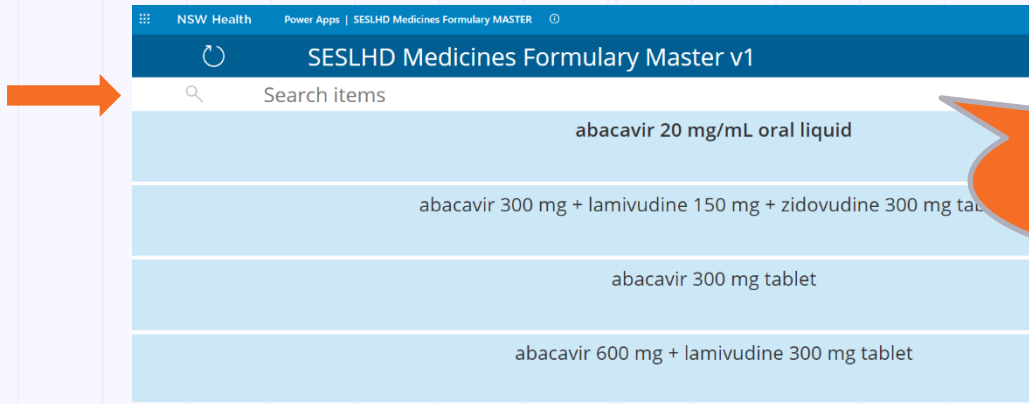 NSW Health Power Apps | SESLHD Medicines Formulary MASTER
SESLHD Medicines Formulary Master v1
Search items
abacavir 20 mg/mL oral liquid
abacavir 300 mg + lamivudine 150 mg + zidovudine 300 mg
abacavir 300 mg tablet
abacavir 600 mg + lamivudine 300 mg tablet